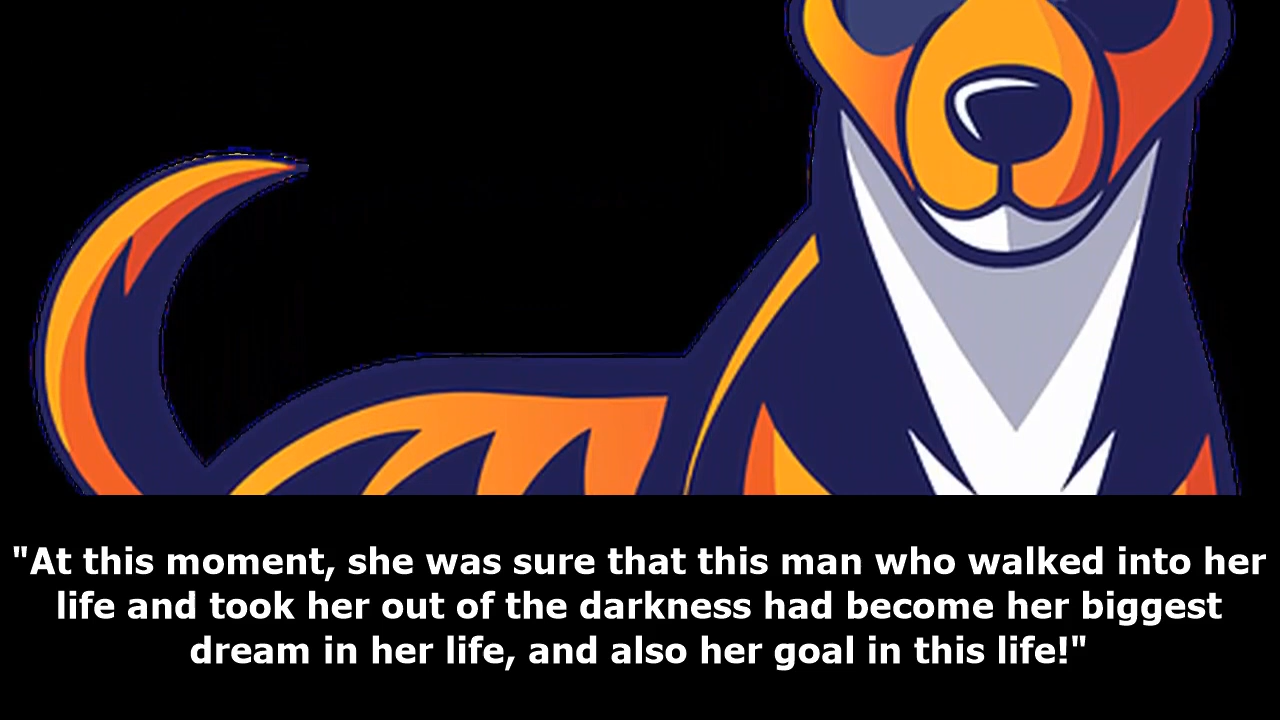 "At this moment, she was sure that this man who walked into her
life and took her out of the darkness had become her biggest
dream in her life, and also her goal in this life!"